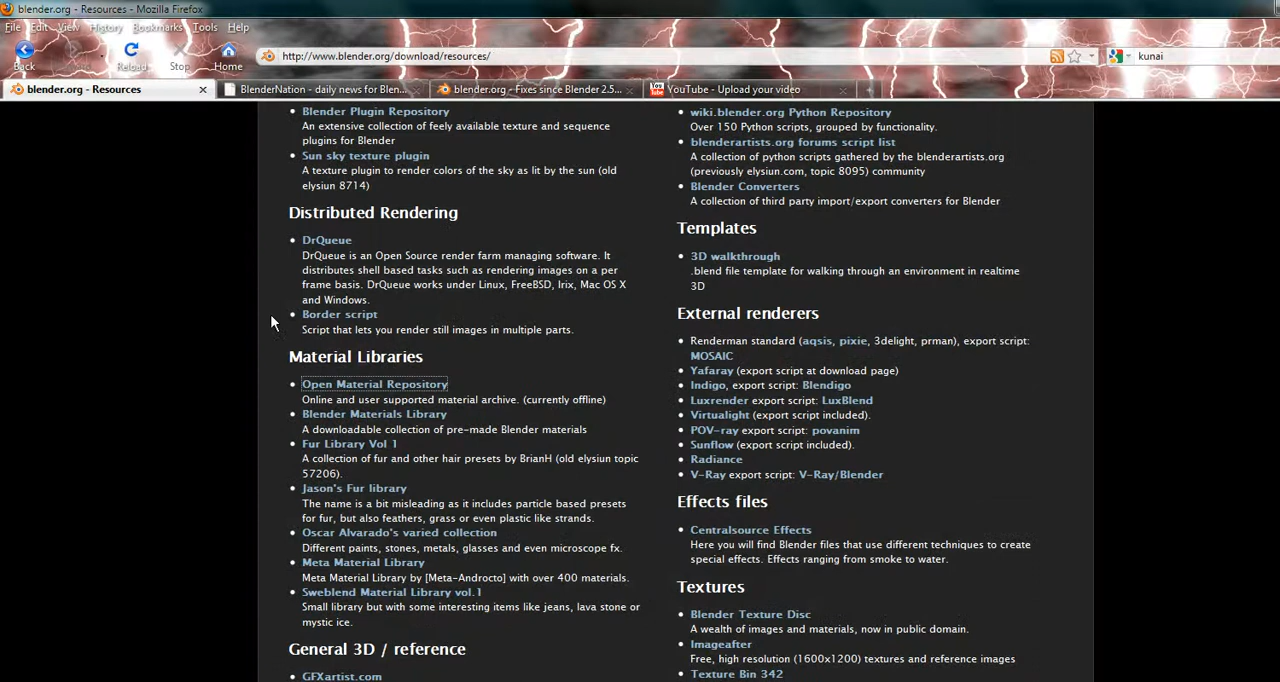 blender.org - Resources - Mozilla Firefox
File Edit View History Bookmarks Tools Help
Back Reload Stop Home
http://www.blender.org/download/resources/
kunai
blender.org - Resources
BlenderNation - daily news for Blen...
blender.org - Fixes since Blender 2.5...
YouTube - Upload your video
Blender Plugin Repository
An extensive collection of feely available texture and sequence
plugins for Blender
Sun sky texture plugin
A texture plugin to render colors of the sky as lit by the sun (old
elysiun 8714)
Distributed Rendering
DrQueue
DrQueue is an Open Source render farm managing software. It
distributes shell based tasks such as rendering images on a per
frame basis. DrQueue works under Linux, FreeBSD, Irix, Mac OS X
and Windows.
Border script
Script that lets you render still images in multiple parts.
Material Libraries
Open Material Repository
Online and user supported material archive. (currently offline)
Blender Materials Library
A downloadable collection of pre-made Blender materials
Fur Library Vol 1
A collection of fur and other hair presets by BrianH (old elysiun topic
57206).
Jason's Fur library
The name is a bit misleading as it includes particle based presets
for fur, but also feathers, grass or even plastic like strands.
Oscar Alvarado's varied collection
Different paints, stones, metals, glasses and even microscope fx.
Meta Material Library
Meta Material Library by [Meta-Androcto] with over 400 materials.
Sweblend Material Library vol.1
Small library but with some interesting items like jeans, lava stone or
mystic ice.
General 3D / reference
GFXartist.com
wiki.blender.org Python Repository
Over 150 Python scripts, grouped by functionality.
blenderartists.org forums script list
A collection of python scripts gathered by the blenderartists.org
(previously elysiun.com, topic 8095) community
Blender Converters
A collection of third party import/export converters for Blender
Templates
3D walkthrough
.blend file template for walking through an environment in realtime
3D
External renderers
Renderman standard (aqsis, pixie, 3delight, prman), export script:
MOSAIC
Yafaray (export script at download page)
Indigo, export script: Blendigo
Luxrender export script: LuxBlend
Virtualight (export script included).
POV-ray export script: povanim
Sunflow (export script included).
Radiance
V-Ray export script: V-Ray/Blender
Effects files
Centralsource Effects
Here you will find Blender files that use different techniques to create
special effects. Effects ranging from smoke to water.
Textures
Blender Texture Disc
A wealth of images and materials, now in public domain.
Imageafter
Free, high resolution (1600x1200) textures and reference images
Texture Bin 342